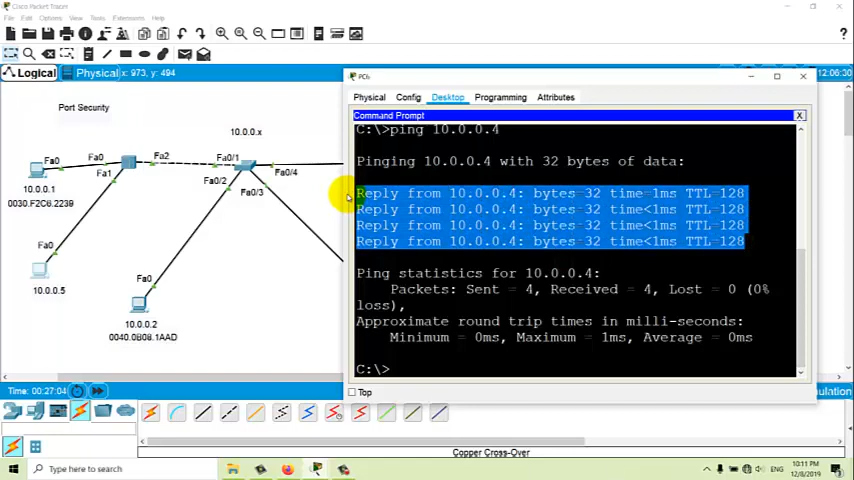 Cisco Packet Tracer
File Edit Options View Tools Extensions Help
Logical Physical x: 973, y: 494
12:06:30
Port Security
10.0.0.x
Fa0 Fa0 Fa2 Fa0/1 Fa0/4
Fa1 Fa0/2 Fa0/3
10.0.0.1
0030.F2C6.2239
Fa0
10.0.0.5
Fa0
10.0.0.2
0040.0B08.1AAD
PC6
Physical Config Desktop Programming Attributes
Command Prompt X
C:\>ping 10.0.0.4
Pinging 10.0.0.4 with 32 bytes of data:
Reply from 10.0.0.4: bytes=32 time=1ms TTL=128
Reply from 10.0.0.4: bytes=32 time<1ms TTL=128
Reply from 10.0.0.4: bytes=32 time<1ms TTL=128
Reply from 10.0.0.4: bytes=32 time<1ms TTL=128
Ping statistics for 10.0.0.4:
Packets: Sent = 4, Received = 4, Lost = 0 (0%
loss),
Approximate round trip times in milli-seconds:
Minimum = 0ms, Maximum = 1ms, Average = 0ms
C:\>
Top
Time: 00:27:04
Copper Cross-Over
Type here to search
10:11 PM
12/8/2019